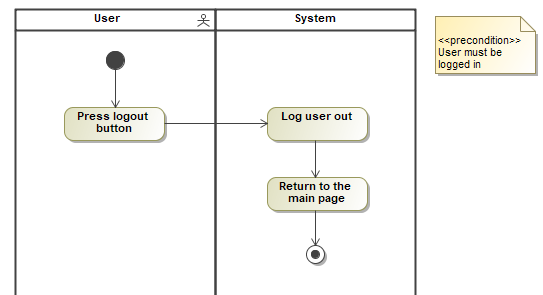 User
System
<<precondition>>
User must be
logged in
Press logout
button
Log user out
Return to the
main page